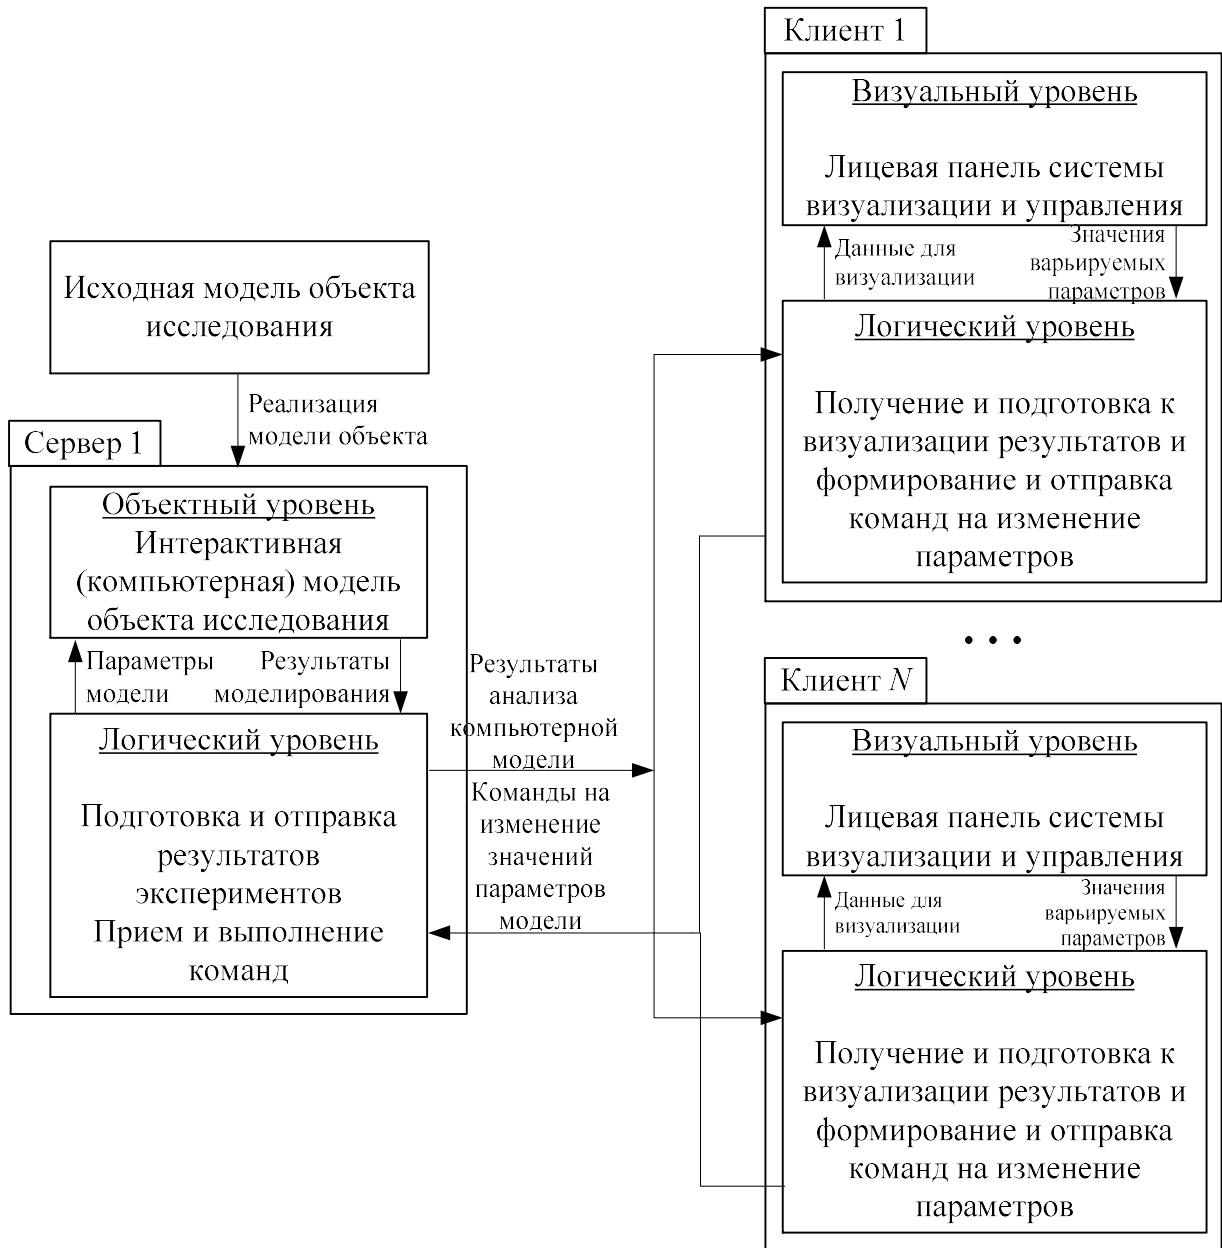 Исходная модель объекта
исследования
Реализация
модели объекта
Сервер 1
Объектный уровень
Интерактивная
(компьютерная) модель
объекта исследования
Параметры
модели
Результаты
моделирования
Логический уровень
Подготовка и отправка
результатов
экспериментов
Прием и выполнение
команд
Результаты
анализа
компьютерной
модели
Команды на
изменение
значений
параметров
модели
Клиент 1
Визуальный уровень
Лицевая панель системы
визуализации и управления
Данные для
визуализации
Значения
варьируемых
параметров
Логический уровень
Получение и подготовка к
визуализации результатов и
формирование и отправка
команд на изменение
параметров
• • •
Клиент N
Визуальный уровень
Лицевая панель системы
визуализации и управления
Данные для
визуализации
Значения
варьируемых
параметров
Логический уровень
Получение и подготовка к
визуализации результатов и
формирование и отправка
команд на изменение
параметров